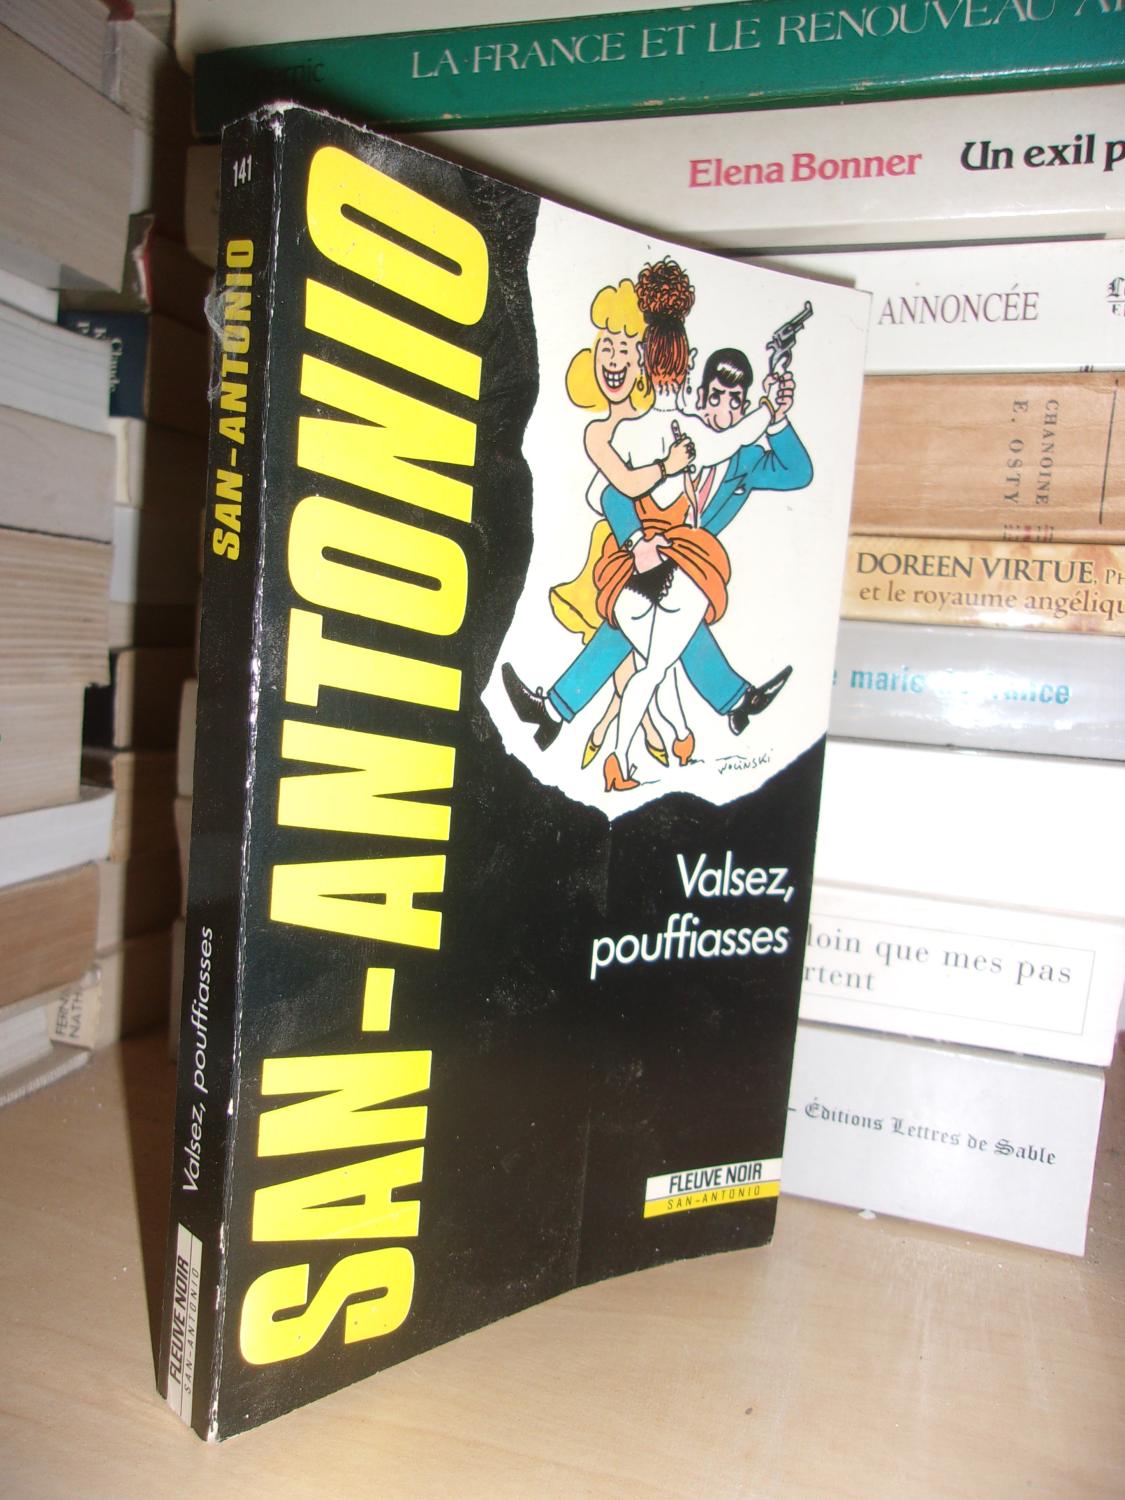 LA FRANCE ET LE RENOUVEAU
Elena Bonner
Un exil
ANNONCÉE
CHANOINE
E. OSTY
DOREEN VIRTUE,
et le royaume
loin que mes pas
Éditions Lettres de Sable
141
SAN-ANTONIO
Valsez, pouffiasses
FLEUVE NOIR
SAN-ANTONIO
SAN-ANTONIO
WOLINSKI
Valsez,
pouffiasses
FLEUVE NOIR
SAN-ANTONIO
Claude